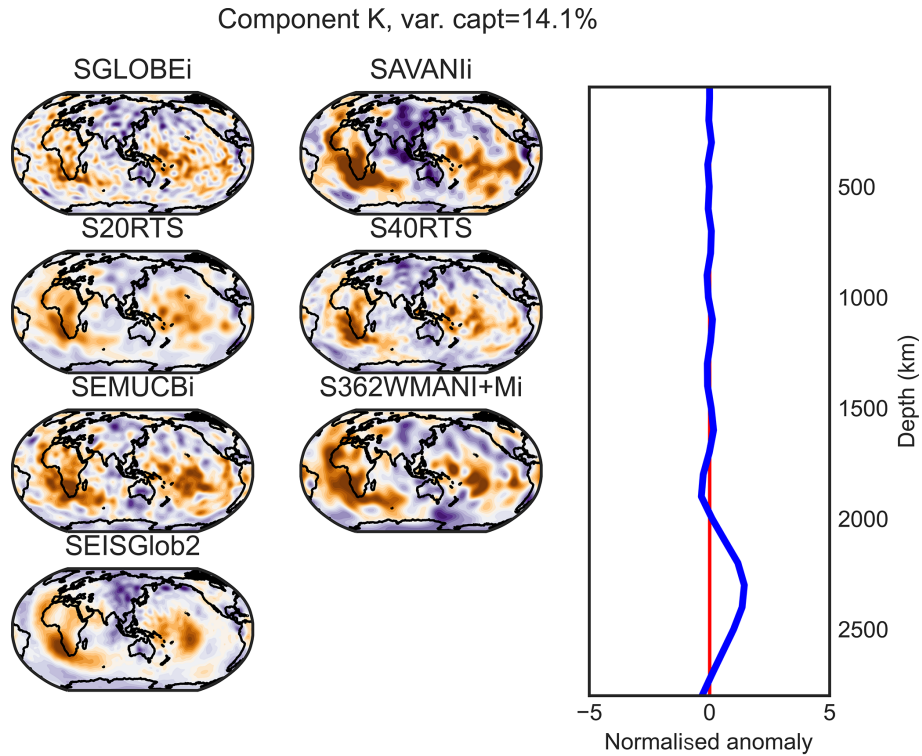 Component K, var. capt=14.1%
SGLOBEi
SAVANIi
S20RTS
S40RTS
SEMUCBi
S362WMANI+Mi
SEISGlob2
500
1000
1500
2000
2500
Depth (km)
−5
0
5
Normalised anomaly